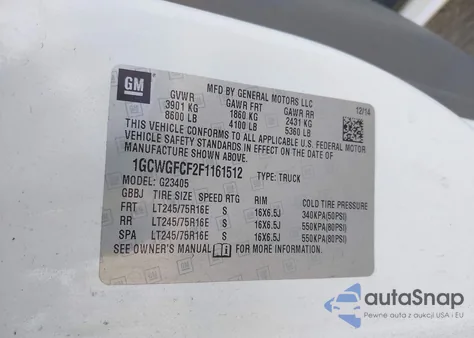 GM
MFD BY GENERAL MOTORS LLC
GVWR GAWR FRT GAWR RR 12/14
3901 KG 1860 KG 2431 KG
8600 LB 4100 LB 5360 LB
THIS VEHICLE CONFORMS TO ALL APPLICABLE U.S. FEDERAL MOTOR
VEHICLE SAFETY STANDARDS IN EFFECT ON THE DATE OF
MANUFACTURE SHOWN ABOVE.
1GCWGFCF2F1161512 TYPE: TRUCK
MODEL: G23405
GBBJ TIRE SIZE SPEED RTG RIM COLD TIRE PRESSURE
FRT LT245/75R16E S 16X6.5J 340KPA(50PSI)
RR LT245/75R16E S 16X6.5J 550KPA(80PSI)
SPA LT245/75R16E S 16X6.5J 550KPA(80PSI)
SEE OWNER'S MANUAL FOR MORE INFORMATION
autoSnap
Pewne auta z aukcji USA i EU